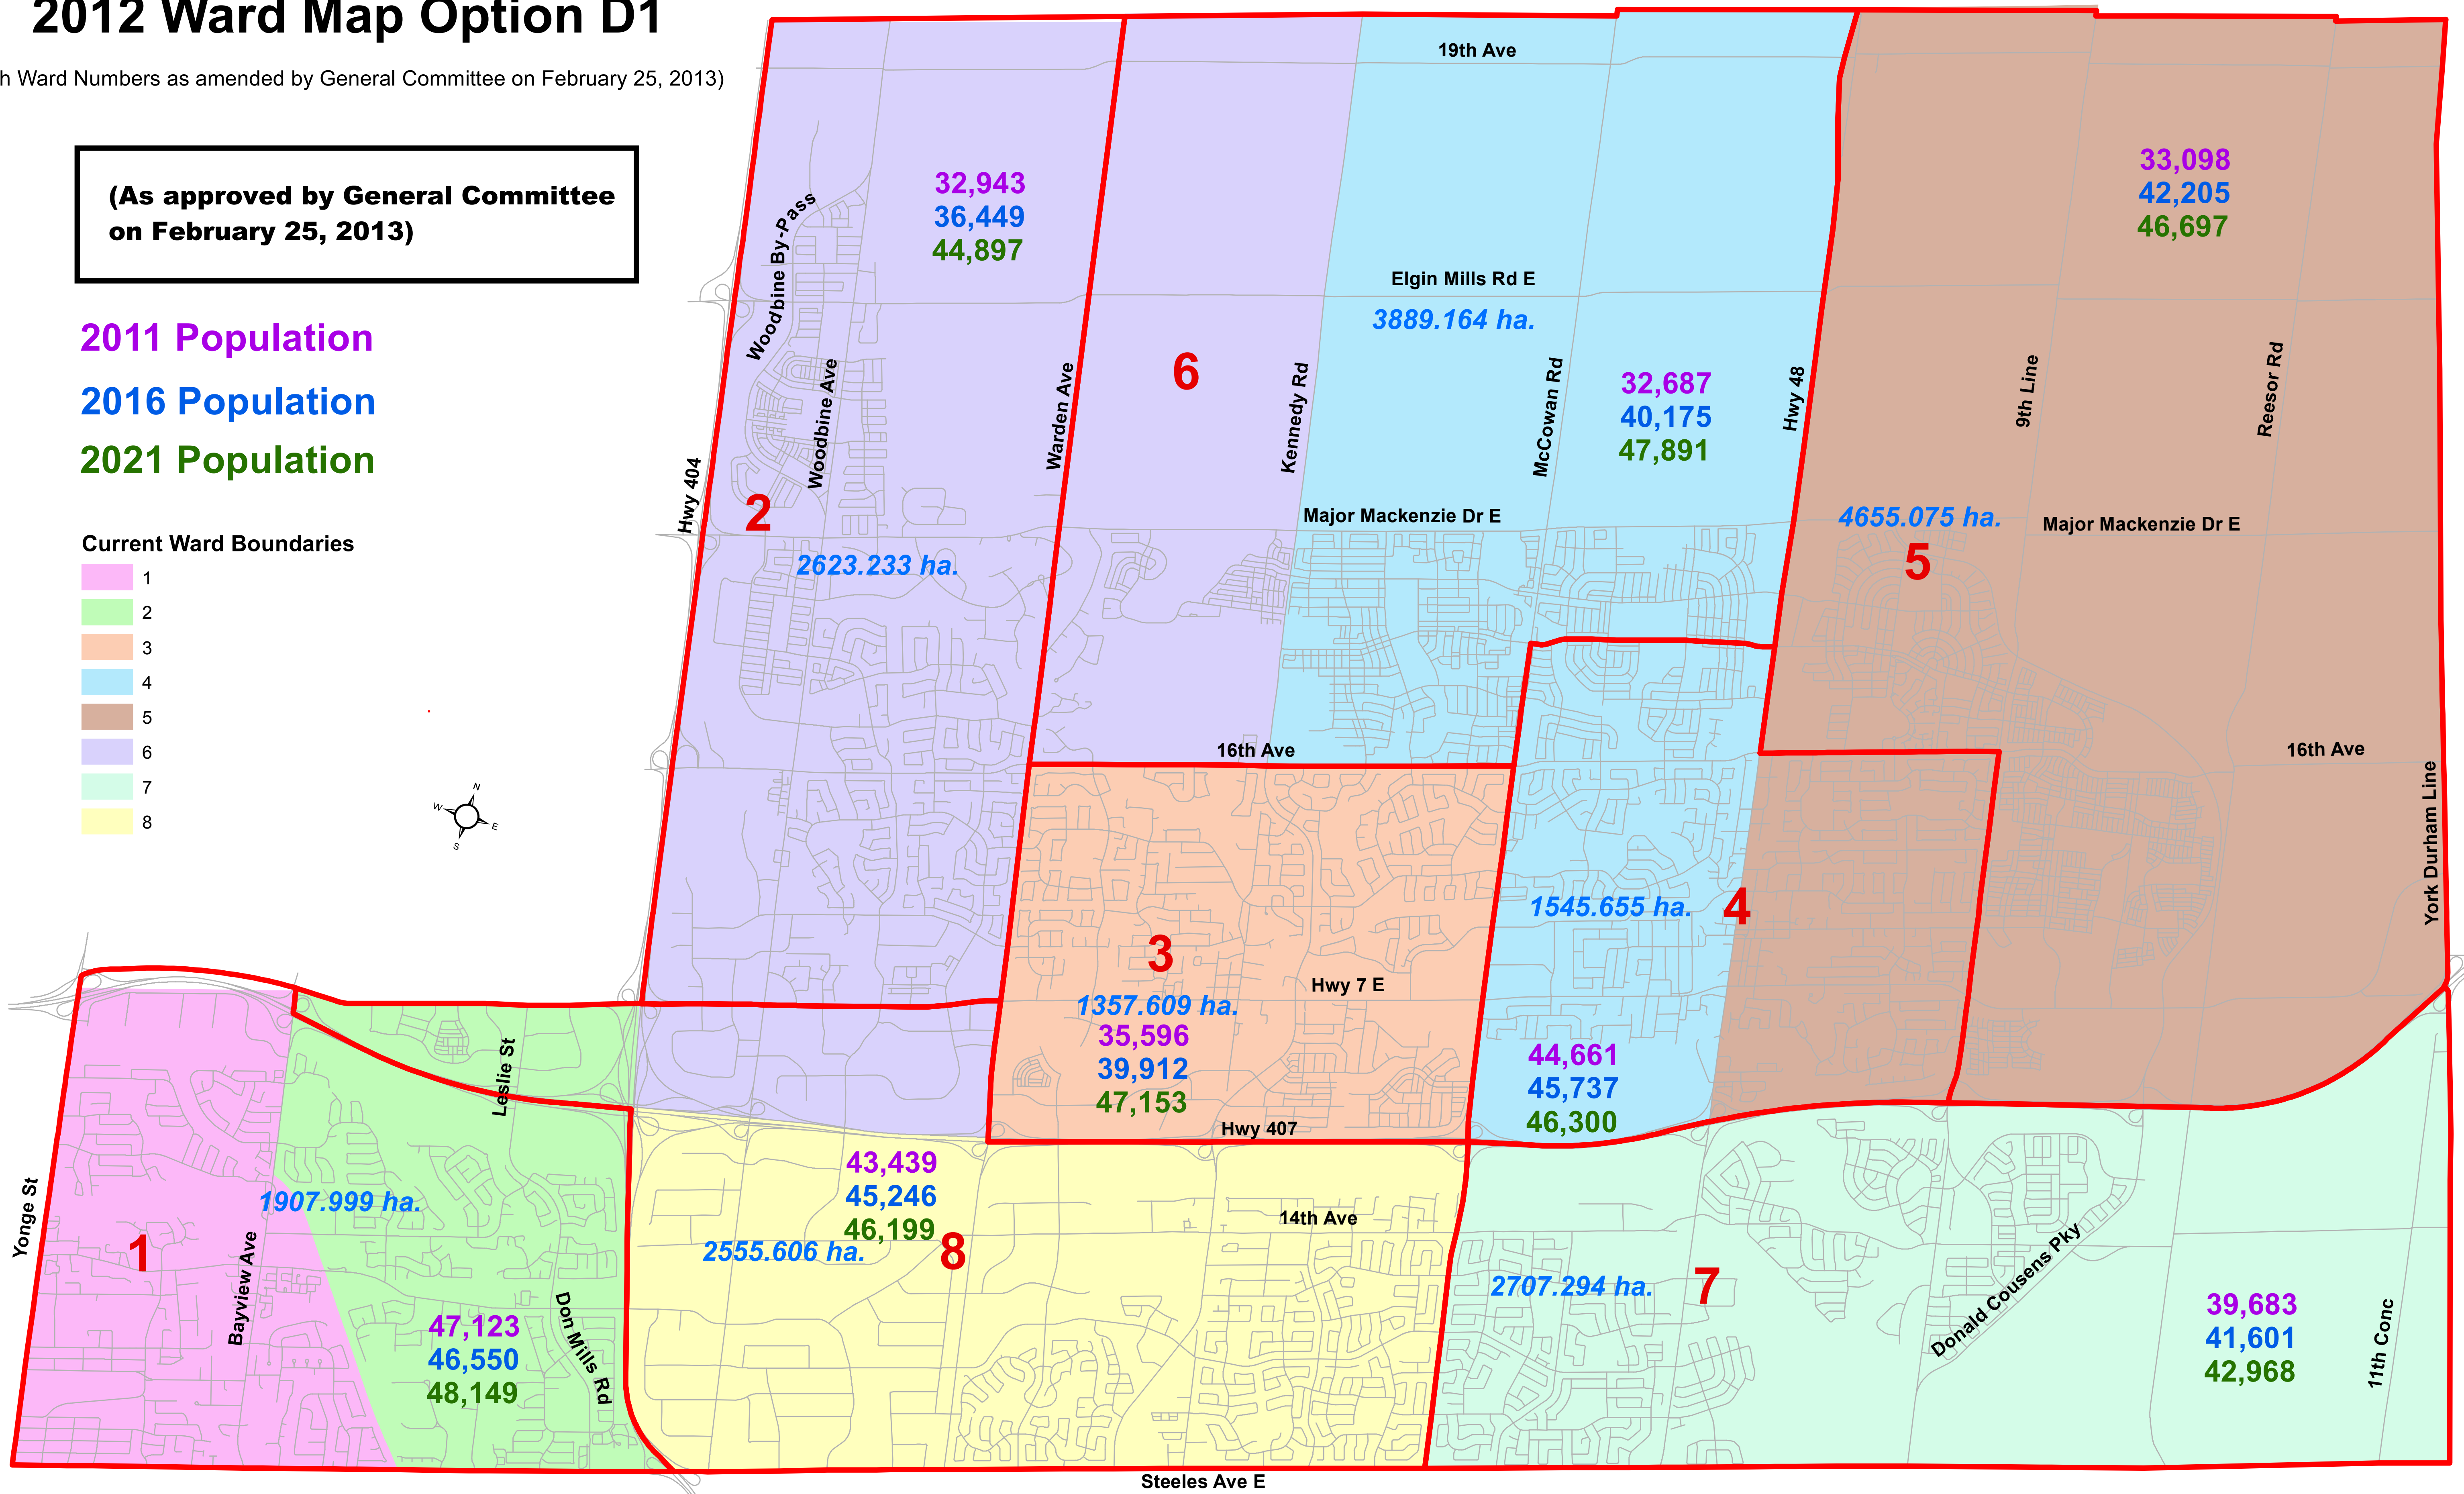 2012 Ward Map Option D1
h Ward Numbers as amended by General Committee on February 25, 2013)
(As approved by General Committee
on February 25, 2013)
2011 Population
2016 Population
2021 Population
Current Ward Boundaries
1
2
3
4
5
6
7
8
N
W
E
S
19th Ave
32,943
36,449
44,897
33,098
42,205
46,697
Woodbine By-Pass
Elgin Mills Rd E
3889.164 ha.
6
32,687
40,175
47,891
Woodbine Ave
Warden Ave
Kennedy Rd
McCowan Rd
Hwy 48
9th Line
Reesor Rd
Hwy 404
2
2623.233 ha.
Major Mackenzie Dr E
4655.075 ha.
5
Major Mackenzie Dr E
16th Ave
16th Ave
York Durham Line
1545.655 ha.
4
3
Hwy 7 E
1357.609 ha.
35,596
39,912
47,153
44,661
45,737
46,300
Leslie St
Hwy 407
Yonge St
1907.999 ha.
1
Bayview Ave
47,123
46,550
48,149
Don Mills Rd
43,439
45,246
46,199
2555.606 ha.
8
14th Ave
2707.294 ha.
7
Donald Cousens Pky
39,683
41,601
42,968
11th Conc
Steeles Ave E